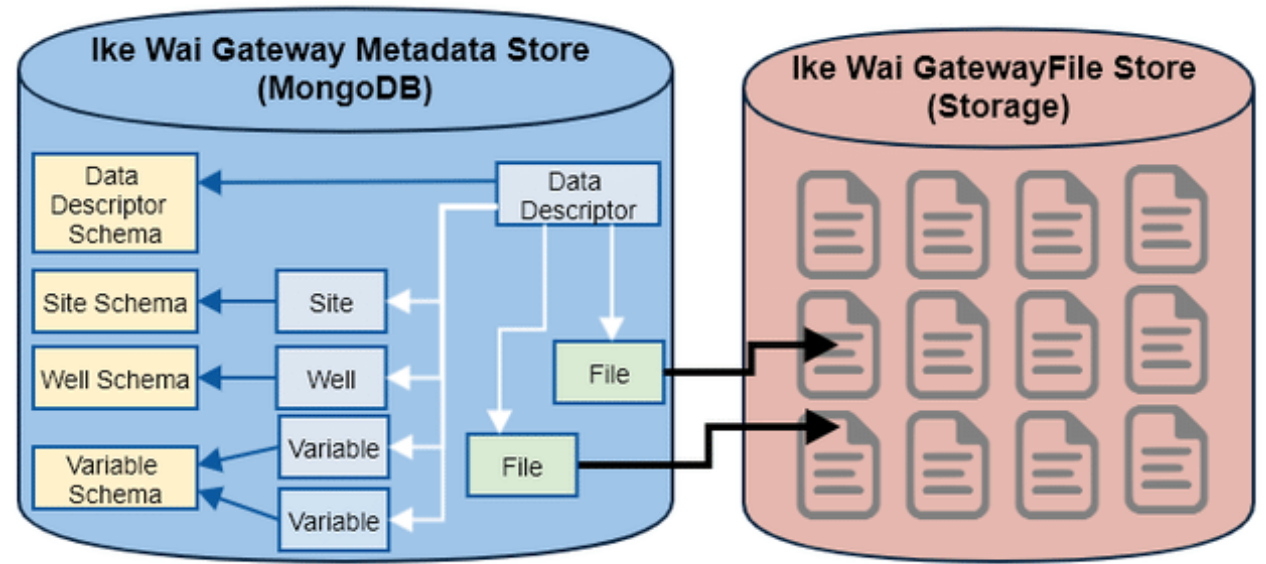 Ike Wai Gateway Metadata Store
(MongoDB)
Ike Wai GatewayFile Store
(Storage)
Data
Descriptor
Schema
Data
Descriptor
Site Schema
Site
Well Schema
Well
File
Variable
Variable
Schema
File
Variable